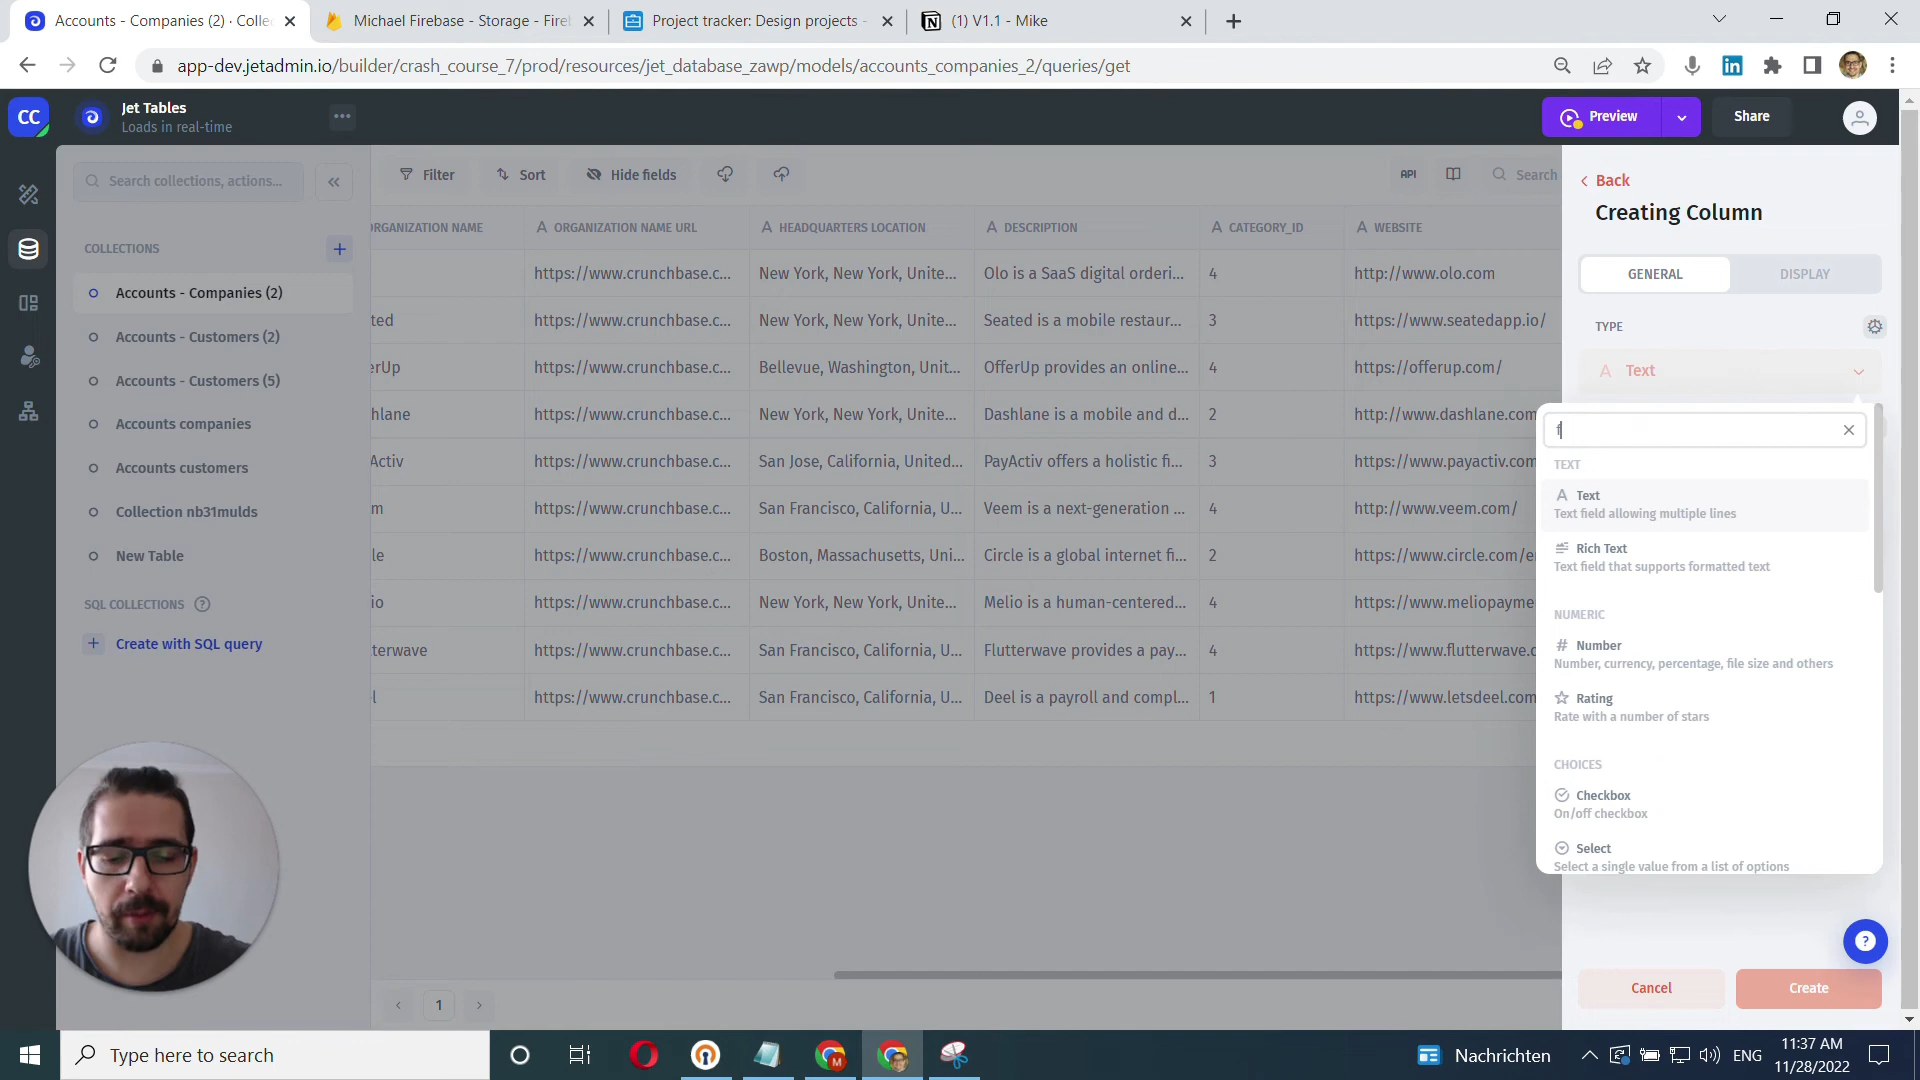 Accounts - Companies (2) · Collec
Michael Firebase - Storage - Fireb
Project tracker: Design projects -
(1) V1.1 - Mike
app-dev.jetadmin.io/builder/crash_course_7/prod/resources/jet_database_zawp/models/accounts_companies_2/queries/get
CC
Jet Tables
Loads in real-time
Preview
Share
Search collections, actions...
Filter
Sort
Hide fields
API
Search
Back
Creating Column
GENERAL
DISPLAY
TYPE
Text
COLLECTIONS
Accounts - Companies (2)
Accounts - Customers (2)
Accounts - Customers (5)
Accounts companies
Accounts customers
Collection nb31mulds
New Table
SQL COLLECTIONS
Create with SQL query
ORGANIZATION NAME
A ORGANIZATION NAME URL
A HEADQUARTERS LOCATION
A DESCRIPTION
A CATEGORY_ID
A WEBSITE
https://www.crunchbase.c... New York, New York, Unite... Olo is a SaaS digital orderi... 4 http://www.olo.com
ted https://www.crunchbase.c... New York, New York, Unite... Seated is a mobile restaur... 3 https://www.seatedapp.io/
erUp https://www.crunchbase.c... Bellevue, Washington, Unit... OfferUp provides an online... 4 https://offerup.com/
hlane https://www.crunchbase.c... New York, New York, Unite... Dashlane is a mobile and d... 2 http://www.dashlane.com
Activ https://www.crunchbase.c... San Jose, California, United... PayActiv offers a holistic fi... 3 https://www.payactiv.com
m https://www.crunchbase.c... San Francisco, California, U... Veem is a next-generation ... 4 http://www.veem.com/
le https://www.crunchbase.c... Boston, Massachusetts, Uni... Circle is a global internet fi... 2 https://www.circle.com/e
io https://www.crunchbase.c... New York, New York, Unite... Melio is a human-centered... 4 https://www.meliopayme
tterwave https://www.crunchbase.c... San Francisco, California, U... Flutterwave provides a pay... 4 https://www.flutterwave.c
l https://www.crunchbase.c... San Francisco, California, U... Deel is a payroll and compl... 1 https://www.letsdeel.com
f
TEXT
Text
Text field allowing multiple lines
Rich Text
Text field that supports formatted text
NUMERIC
Number
Number, currency, percentage, file size and others
Rating
Rate with a number of stars
CHOICES
Checkbox
On/off checkbox
Select
Select a single value from a list of options
Cancel
Create
1
Type here to search
Nachrichten
ENG
11:37 AM
11/28/2022